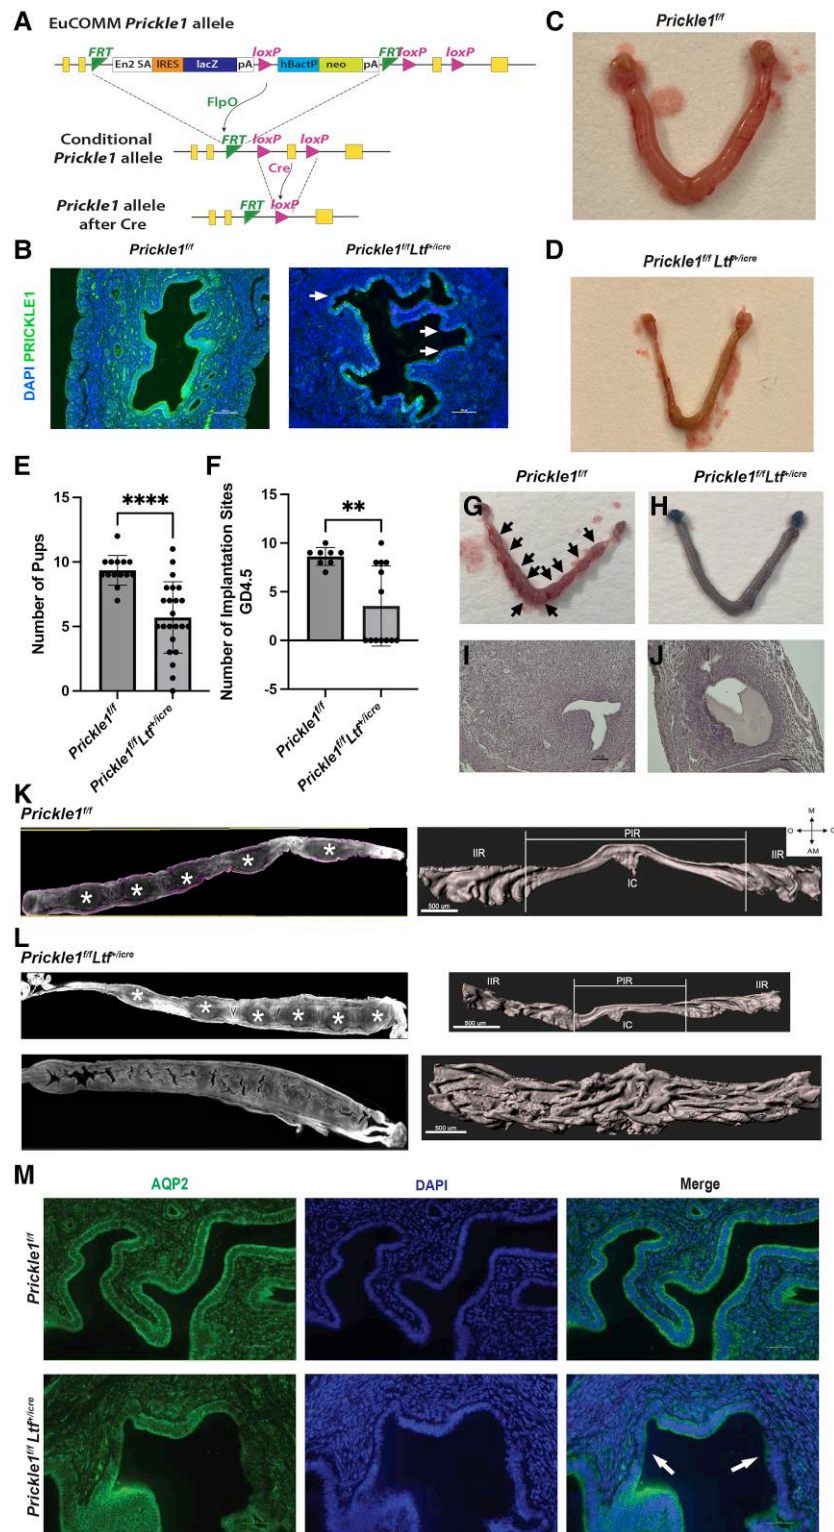 A EuCOMM Prickle1 allele
FRT loxP FRT loxP loxP
En2 SA IRES lacZ pA hBactP neo pA
FlpO
Conditional
Prickle1 allele
FRT loxP loxP
Cre
Prickle1 allele
after Cre
FRT loxP
B Prickle1f/f Prickle1f/fLtf+/icre
DAPI PRICKLE1
C Prickle1f/f
D Prickle1f/f Ltf+/icre
E
Number of Pups
15
10
5
0
****
Prickle1f/f
Prickle1f/fLtf+/icre
F
Number of Implantation Sites
GD4.5
15
10
5
0
-5
**
Prickle1f/f
Prickle1f/fLtf+/icre
Prickle1f/f Prickle1f/fLtf+/icre
G H
I J
K
Prickle1f/f
* * * * *
IIR PIR IIR
IC
500 um
M
O
AM
L
Prickle1f/fLtf+/icre
* * * * * *
IIR PIR IIR
IC
500 um
500 um
M
AQP2 DAPI Merge
Prickle1f/f
Prickle1f/f Ltf+/icre